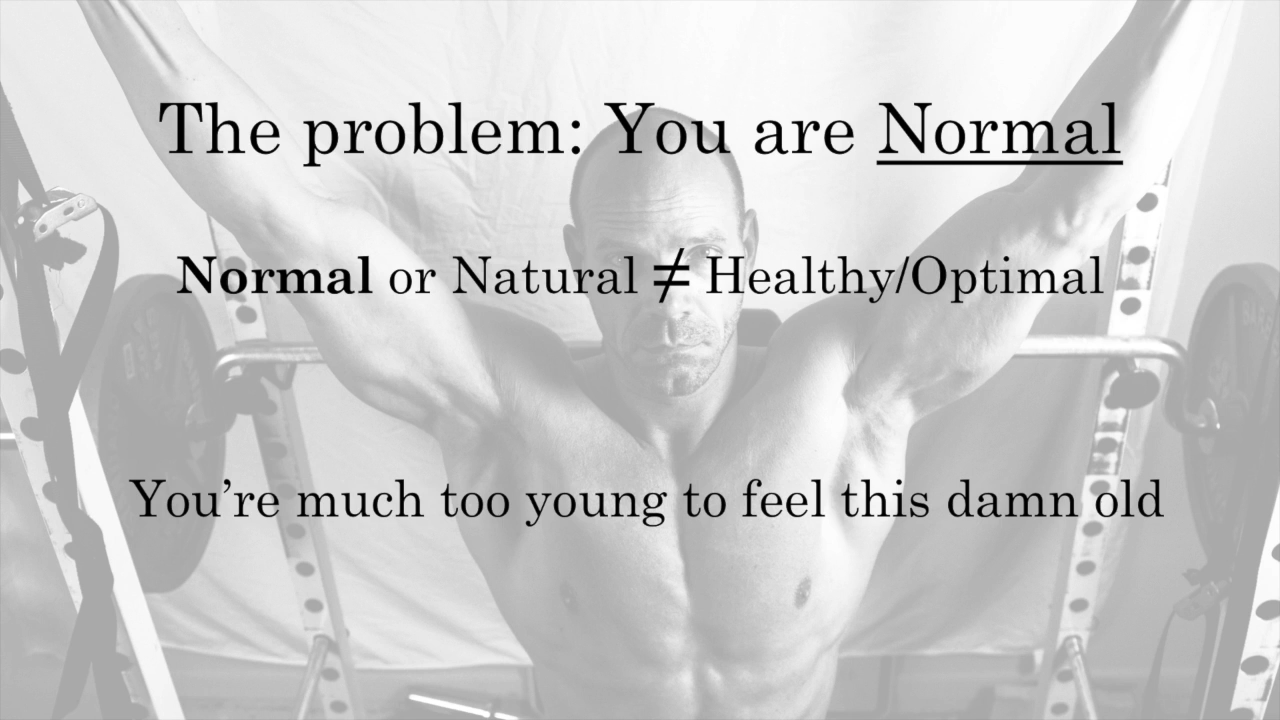 The problem: You are Normal
Normal or Natural ≠ Healthy/Optimal
You’re much too young to feel this damn old